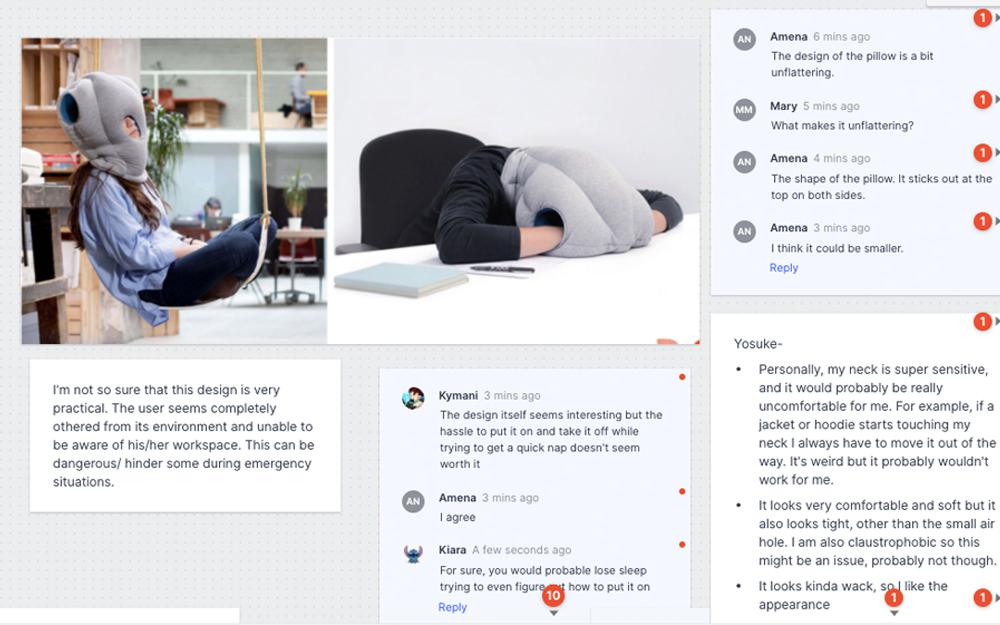 AN
Amena 6 mins ago
The design of the pillow is a bit
unflattering.
MM
Mary 5 mins ago
What makes it unflattering?
AN
Amena 4 mins ago
The shape of the pillow. It sticks out at the
top on both sides.
AN
Amena 3 mins ago
I think it could be smaller.
Reply
1
1
1
1
I'm not so sure that this design is very
practical. The user seems completely
othered from its environment and unable to
be aware of his/her workspace. This can be
dangerous/ hinder some during emergency
situations.
Kymani 3 mins ago
The design itself seems interesting but the
hassle to put it on and take it off while
trying to get a quick nap doesn't seem
worth it
AN
Amena 3 mins ago
I agree
Kiara A few seconds ago
For sure, you would probable lose sleep
trying to even figure out how to put it on
Reply
10
1
Yosuke-
• Personally, my neck is super sensitive,
and it would probably be really
uncomfortable for me. For example, if a
jacket or hoodie starts touching my
neck I always have to move it out of the
way. It's weird but it probably wouldn't
work for me.
• It looks very comfortable and soft but it
also looks tight, other than the small air
hole. I am also claustrophobic so this
might be an issue, probably not though.
• It looks kinda wack, so I like the
appearance
1
1